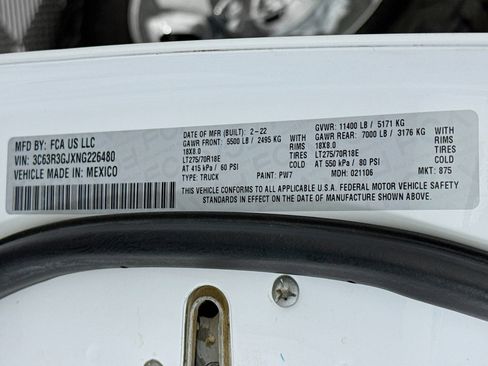 MFD BY: FCA US LLC
VIN: 3C63R3GJXNG226480
VEHICLE MADE IN: MEXICO
DATE OF MFR (BUILT): 2-22
GAWR FRONT: 5500 LB / 2495 KG
18X8.0 RIMS
LT275/70R18E TIRES
AT 415 kPa / 60 PSI COLD
TYPE: TRUCK PAINT: PW7
WITH
GVWR: 11400 LB / 5171 KG
GAWR REAR: 7000 LB / 3176 KG
18X8.0 RIMS
LT275/70R18E TIRES
AT 550 kPa / 80 PSI COLD
MDH: 021106 MKT: 875
WITH
THIS VEHICLE CONFORMS TO ALL APPLICABLE U.S.A. FEDERAL MOTOR VEHICLE SAFETY
STANDARDS IN EFFECT ON THE DATE OF MANUFACTURE SHOWN ABOVE.